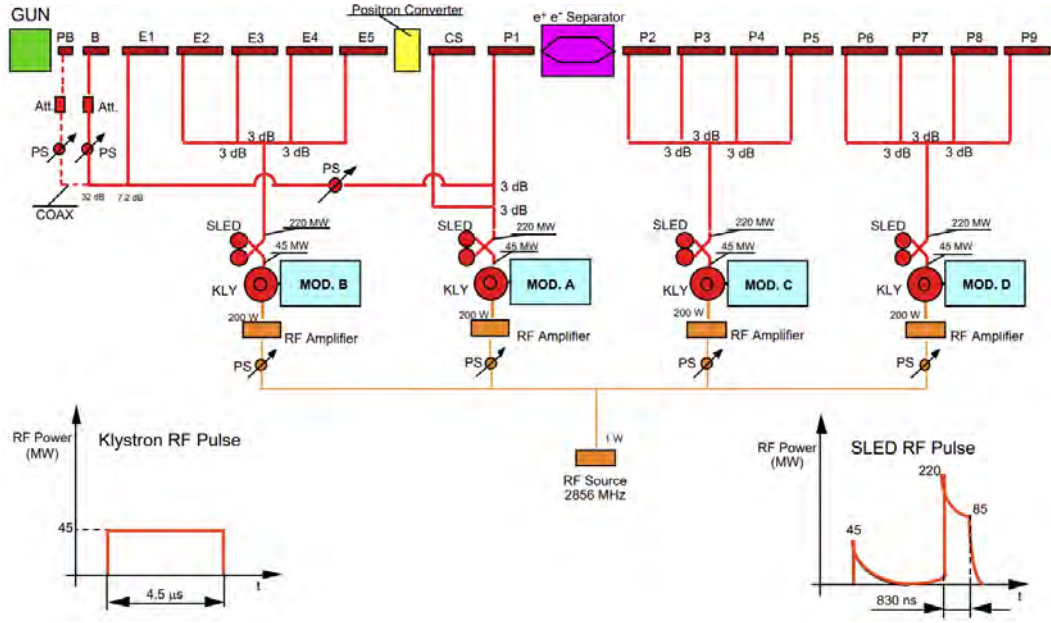 GUN
Positron Converter
e+ e- Separator
PB B E1 E2 E3 E4 E5 CS P1 P2 P3 P4 P5 P6 P7 P8 P9
Att. Att.
PS PS
3 dB 3 dB 3 dB
3 dB 3 dB 3 dB
3 dB 3 dB 3 dB
PS
COAX
32 dB 7.2 dB
3 dB
3 dB
SLED 220 MW SLED 220 MW SLED 220 MW SLED 220 MW
45 MW 45 MW 45 MW 45 MW
KLY MOD. B KLY MOD. A KLY MOD. C KLY MOD. D
200 W 200 W 200 W 200 W
RF Amplifier RF Amplifier RF Amplifier RF Amplifier
PS PS PS PS
1 W
RF Source
2856 MHz
RF Power
(MW)
Klystron RF Pulse
45
t
4.5 µs
RF Power
(MW)
SLED RF Pulse
220
85
45
t
830 ns